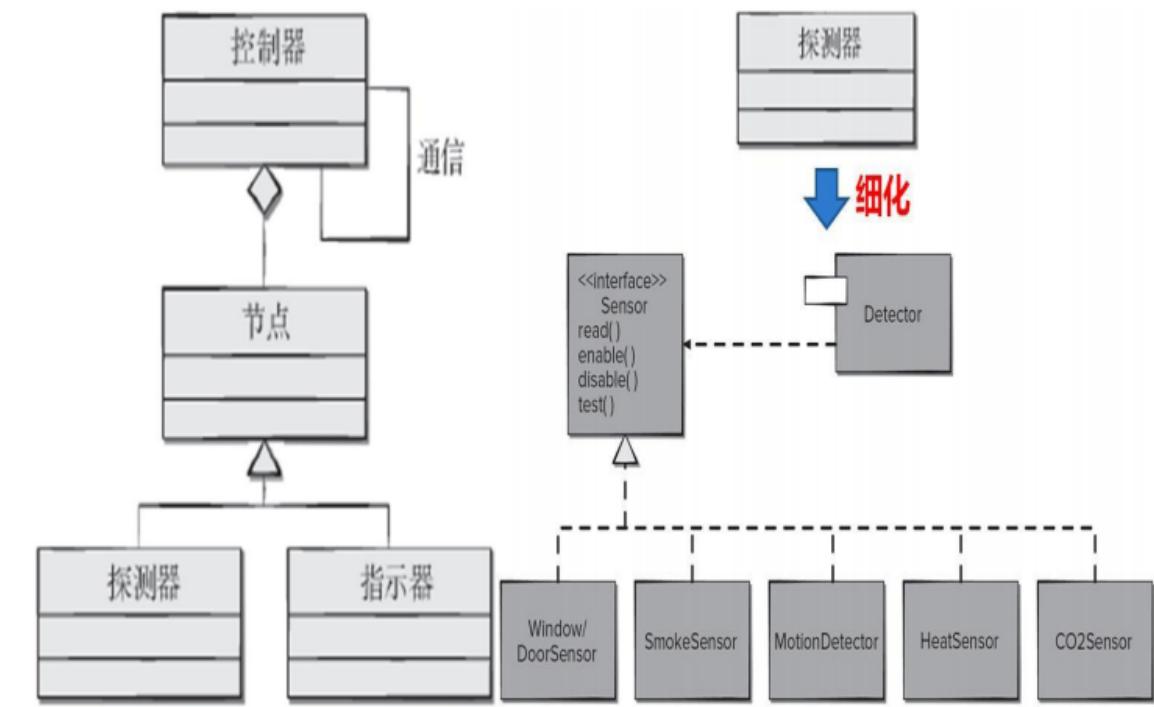 控制器
通信
节点
探测器
指示器
探测器
细化
<<interface>>
Sensor
read( )
enable( )
disable( )
test( )
Detector
Window/
DoorSensor
SmokeSensor
MotionDetector
HeatSensor
CO2Sensor